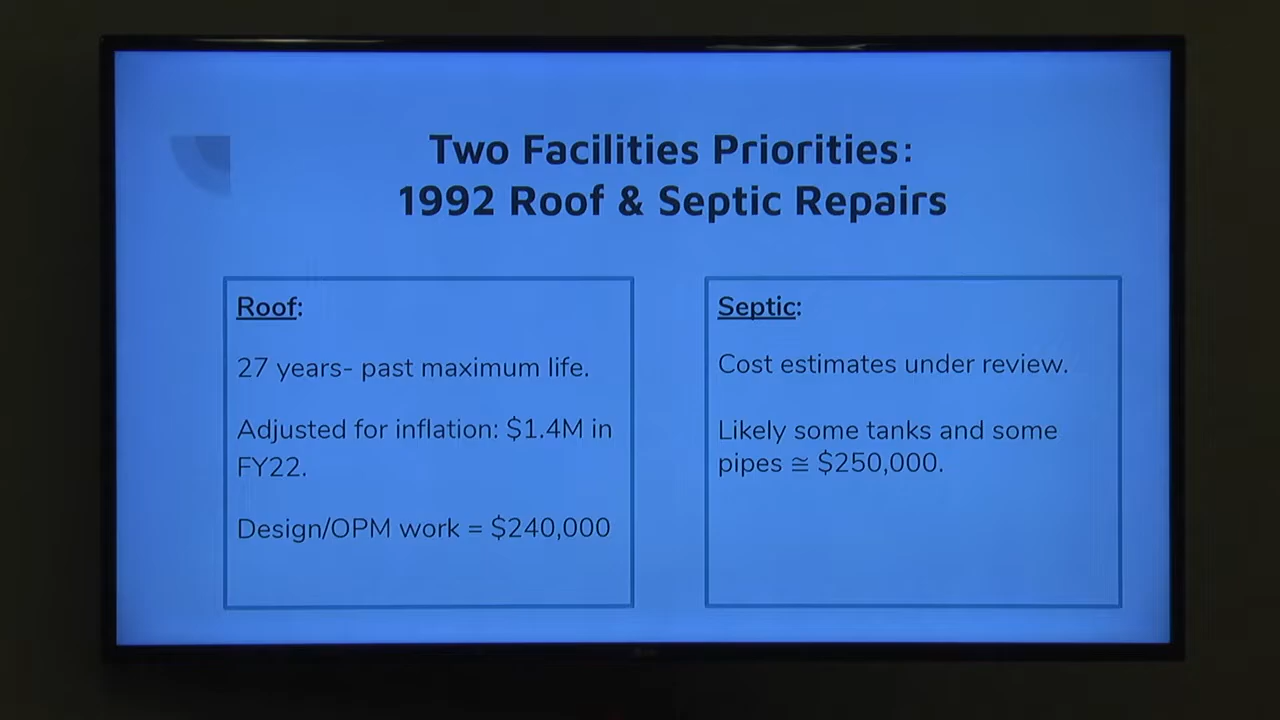 Two Facilities Priorities:
1992 Roof & Septic Repairs
Roof:
27 years- past maximum life.
Adjusted for inflation: $1.4M in
FY22.
Design/OPM work = $240,000
Septic:
Cost estimates under review.
Likely some tanks and some
pipes ≅ $250,000.